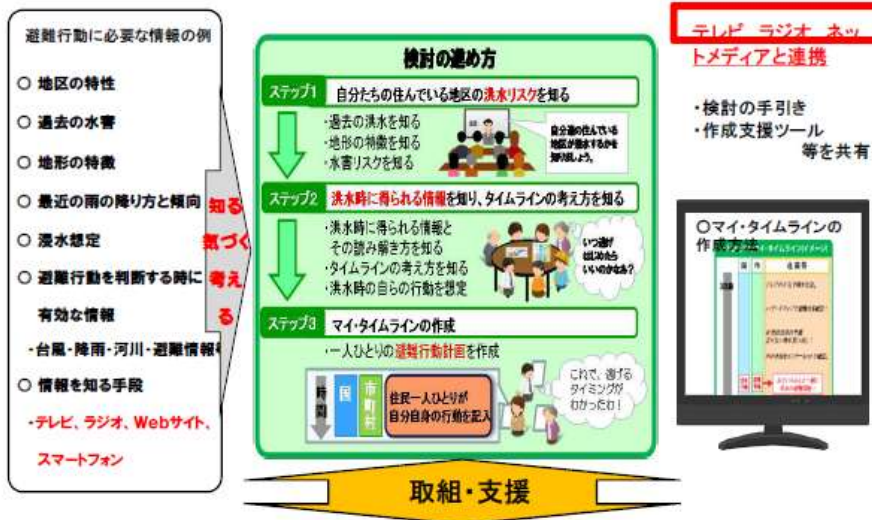 避難行動に必要な情報の例
○ 地区の特性
○ 過去の水害
○ 地形の特徴
○ 最近の雨の降り方と傾向
○ 浸水想定
○ 避難行動を判断する時に
有効な情報
・台風・降雨・河川・避難情報
○ 情報を知る手段
・テレビ、ラジオ、Webサイト、
スマートフォン
知る
気づく
考え
る
検討の進め方
ステップ1 自分たちの住んでいる地区の洪水リスクを知る
・過去の洪水を知る
・地形の特徴を知る
・水害リスクを知る
自分達の住んでいる
地区が浸水するかを
知りましょう。
ステップ2 洪水時に得られる情報を知り、タイムラインの考え方を知る
・洪水時に得られる情報と
その読み解き方を知る
・タイムラインの考え方を知る
・洪水時の自らの行動を想定
いつ逃げ
はじめたら
いいのかなあ？
ステップ3 マイ・タイムラインの作成
・一人ひとりの避難行動計画を作成
時間
国
市町村
住民一人ひとりが
自分自身の行動を記入
これで、逃げる
タイミングが
わかったわ！
取組・支援
テレビ ラジオ ネッ
トメディアと連携
・検討の手引き
・作成支援ツール
等を共有
○マイ・タイムラインの
作成方法
マイ・タイムライン(イメージ)